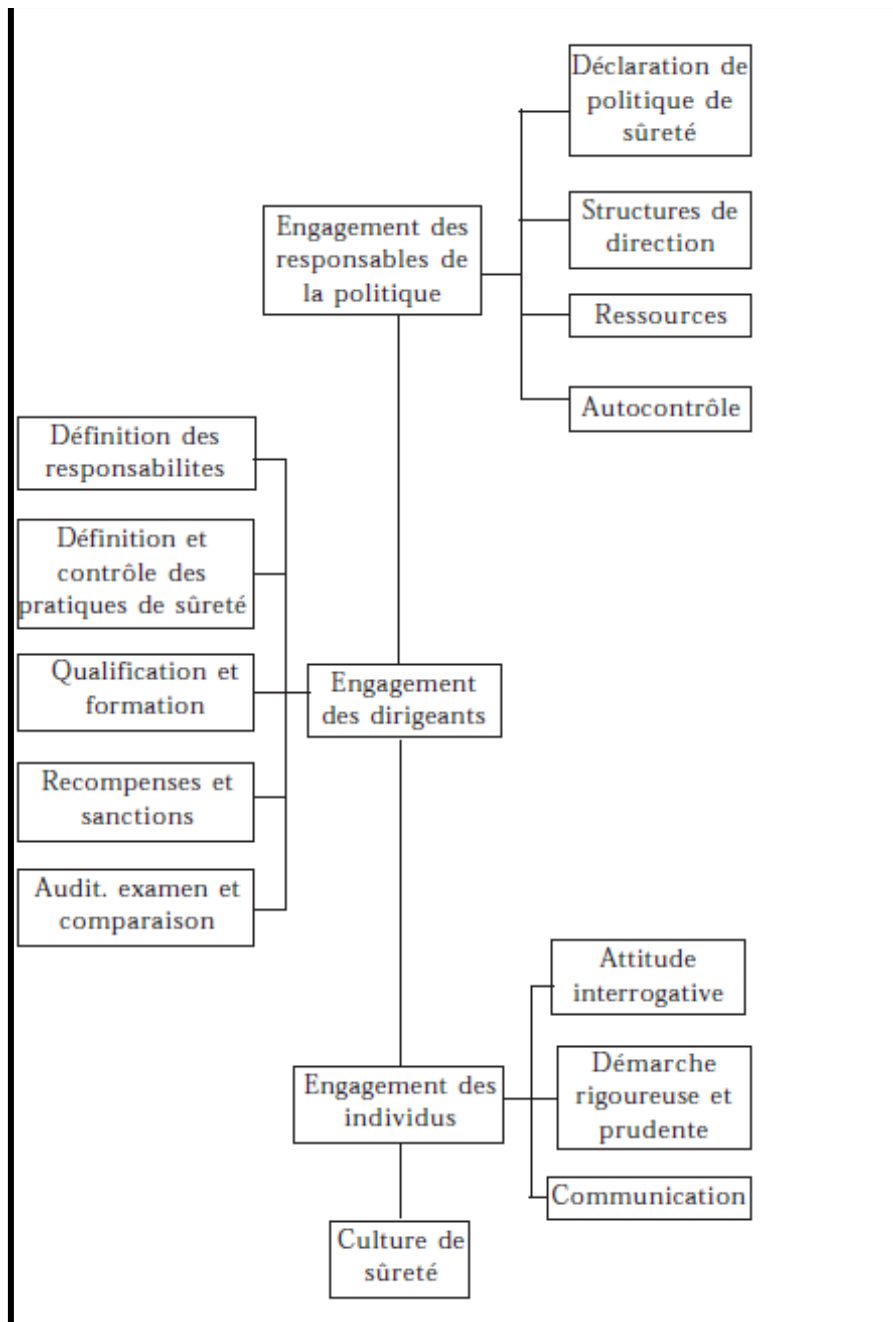 Déclaration de
politique de
sûreté
Engagement des
responsables de
la politique
Structures de
direction
Ressources
Autocontrôle
Définition des
responsabilites
Définition et
contrôle des
pratiques de sûreté
Qualification et
formation
Engagement
des dirigeants
Recompenses et
sanctions
Audit. examen et
comparaison
Attitude
interrogative
Engagement des
individus
Démarche
rigoureuse et
prudente
Communication
Culture de
sûreté